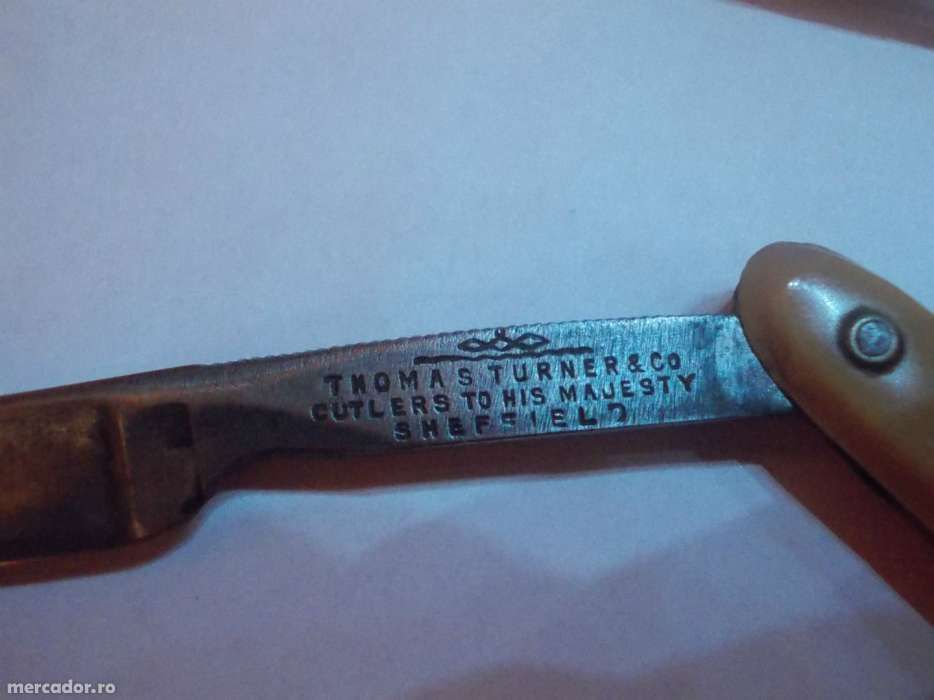 THOMAS TURNER & CO
CUTLERS TO HIS MAJESTY
SHEFFIELD
mercador.ro